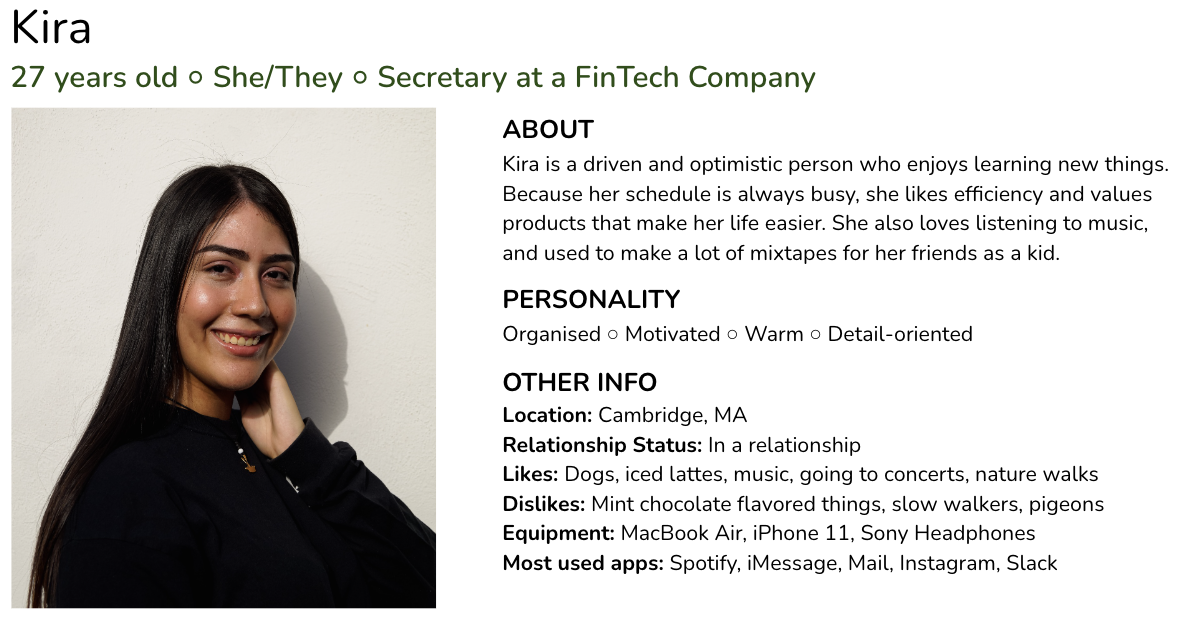 Kira
27 years old ○ She/They ○ Secretary at a FinTech Company
ABOUT
Kira is a driven and optimistic person who enjoys learning new things.
Because her schedule is always busy, she likes efficiency and values
products that make her life easier. She also loves listening to music,
and used to make a lot of mixtapes for her friends as a kid.
PERSONALITY
Organised ○ Motivated ○ Warm ○ Detail-oriented
OTHER INFO
Location: Cambridge, MA
Relationship Status: In a relationship
Likes: Dogs, iced lattes, music, going to concerts, nature walks
Dislikes: Mint chocolate flavored things, slow walkers, pigeons
Equipment: MacBook Air, iPhone 11, Sony Headphones
Most used apps: Spotify, iMessage, Mail, Instagram, Slack